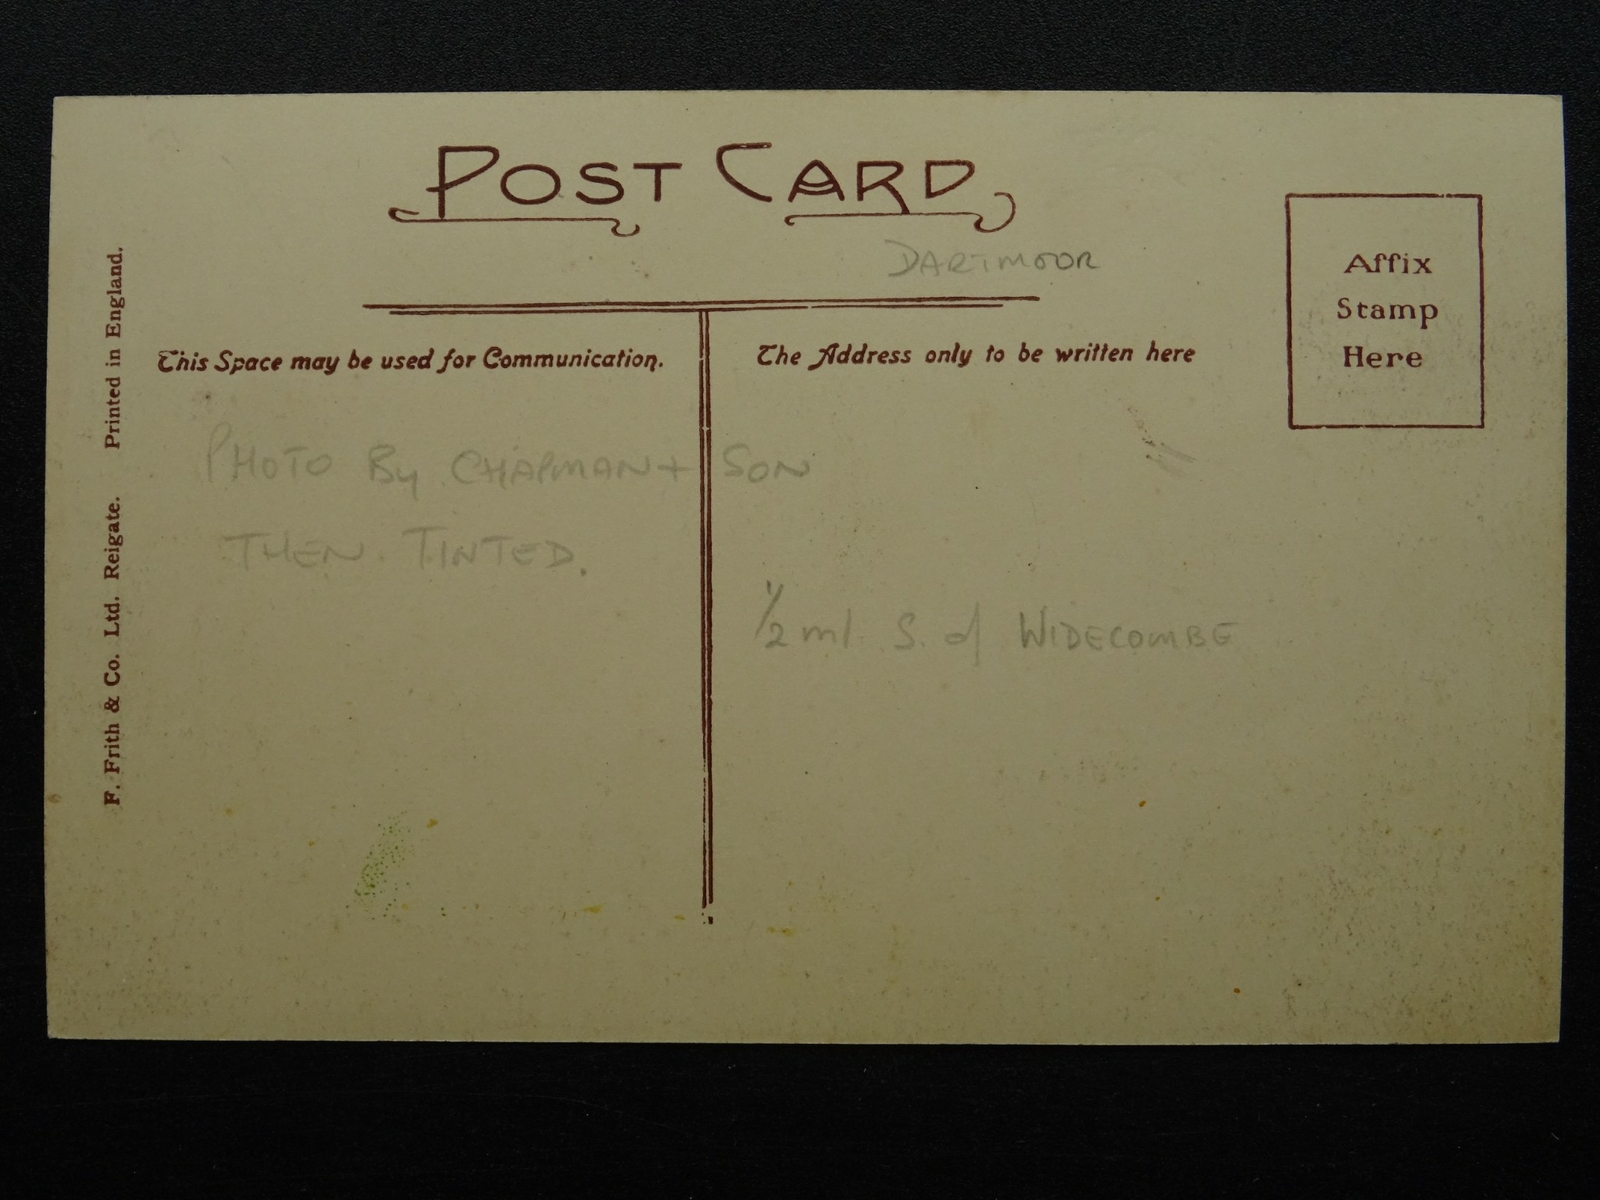 POST CARD
DARTMOOR
Affix
Stamp
Here
This Space may be used for Communication.
The Address only to be written here
PHOTO By CHAPMAN + SON
THEN. TINTED.
½ ml. S. of WIDECOMBE
F. Frith & Co. Ltd. Reigate. Printed in England.